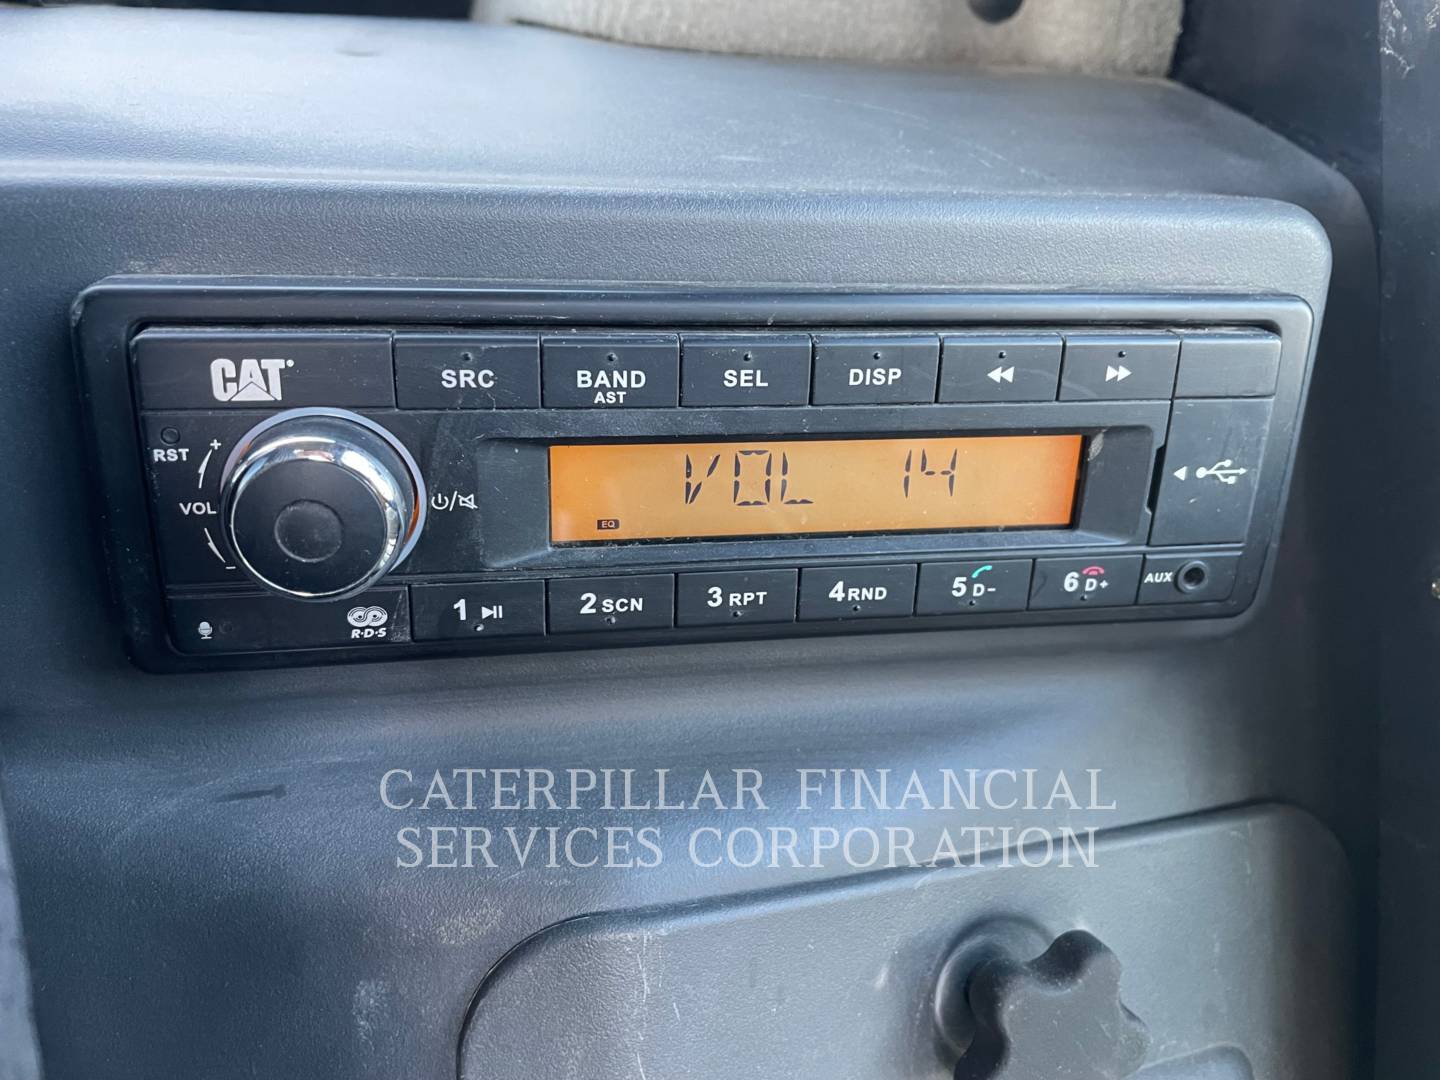 CAT
SRC
BAND
AST
SEL
DISP
RST
VOL
+
-
VOL 14
EQ
R·D·S
1
2 SCN
3 RPT
4 RND
5 D-
6 D+
AUX
CATERPILLAR FINANCIAL
SERVICES CORPORATION